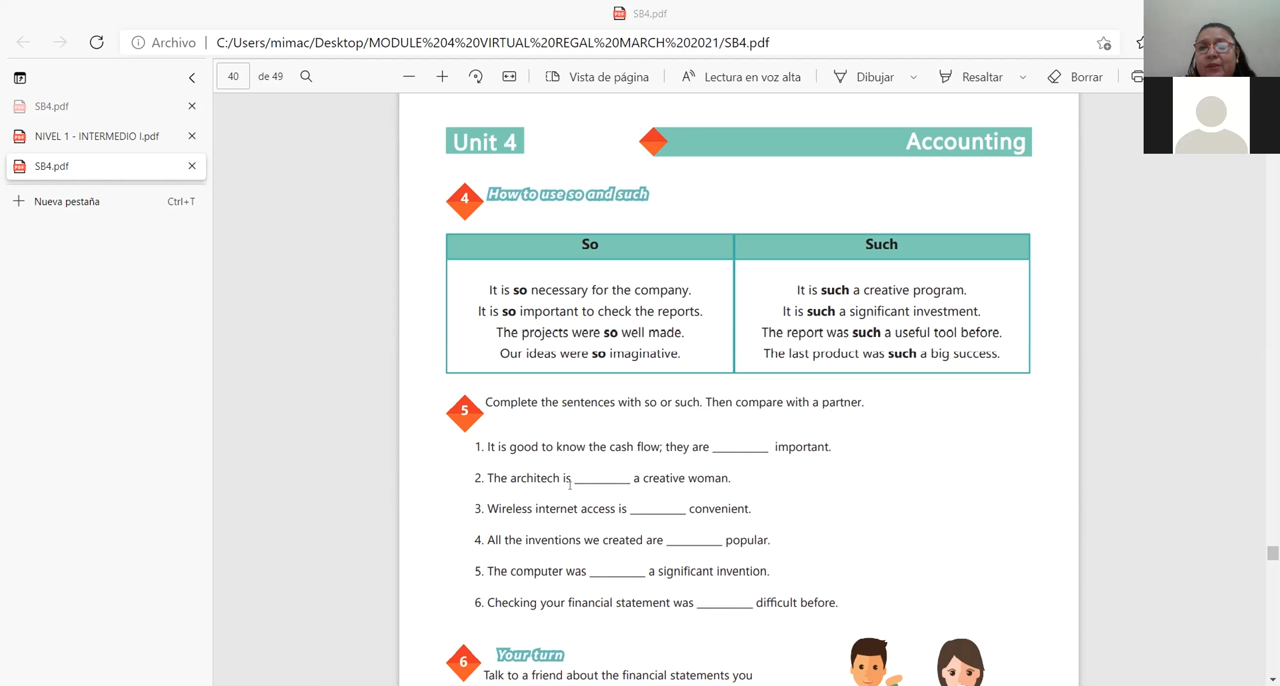 SB4.pdf
Archivo | C:/Users/mimac/Desktop/MODULE%204%20VIRTUAL%20REGAL%20MARCH%202021/SB4.pdf
40 de 49 Vista de página Lectura en voz alta Dibujar Resaltar Borrar
SB4.pdf
NIVEL 1 - INTERMEDIO I.pdf
SB4.pdf
Nueva pestaña Ctrl+T
Unit 4 Accounting
4 How to use so and such
So Such
It is so necessary for the company. It is such a creative program.
It is so important to check the reports. It is such a significant investment.
The projects were so well made. The report was such a useful tool before.
Our ideas were so imaginative. The last product was such a big success.
5 Complete the sentences with so or such. Then compare with a partner.
1. It is good to know the cash flow; they are ________ important.
2. The architech is ________ a creative woman.
3. Wireless internet access is ________ convenient.
4. All the inventions we created are ________ popular.
5. The computer was ________ a significant invention.
6. Checking your financial statement was ________ difficult before.
6 Your turn
Talk to a friend about the financial statements you